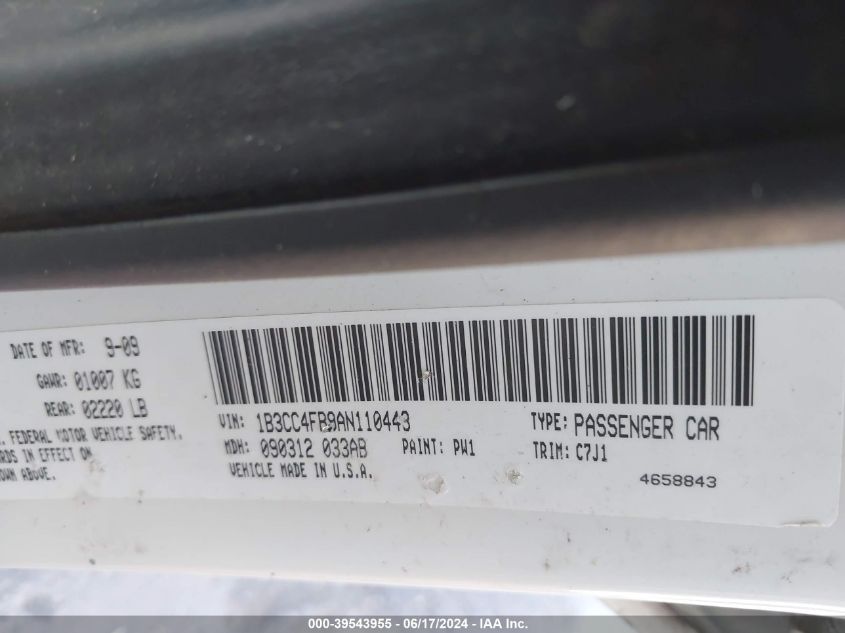 DATE OF MFR: 9-09
GAWR: 01007 KG
REAR: 02220 LB
FEDERAL MOTOR VEHICLE SAFETY.
RDS IN EFFECT ON
OWN ABOVE.
VIN: 1B3CC4FB9AN110443
TYPE: PASSENGER CAR
MDH: 090312 033AB
PAINT: PW1
TRIM: C7J1
VEHICLE MADE IN U.S.A.
4658843
000-39543955 | 06/17/2024 | IAA Inc.